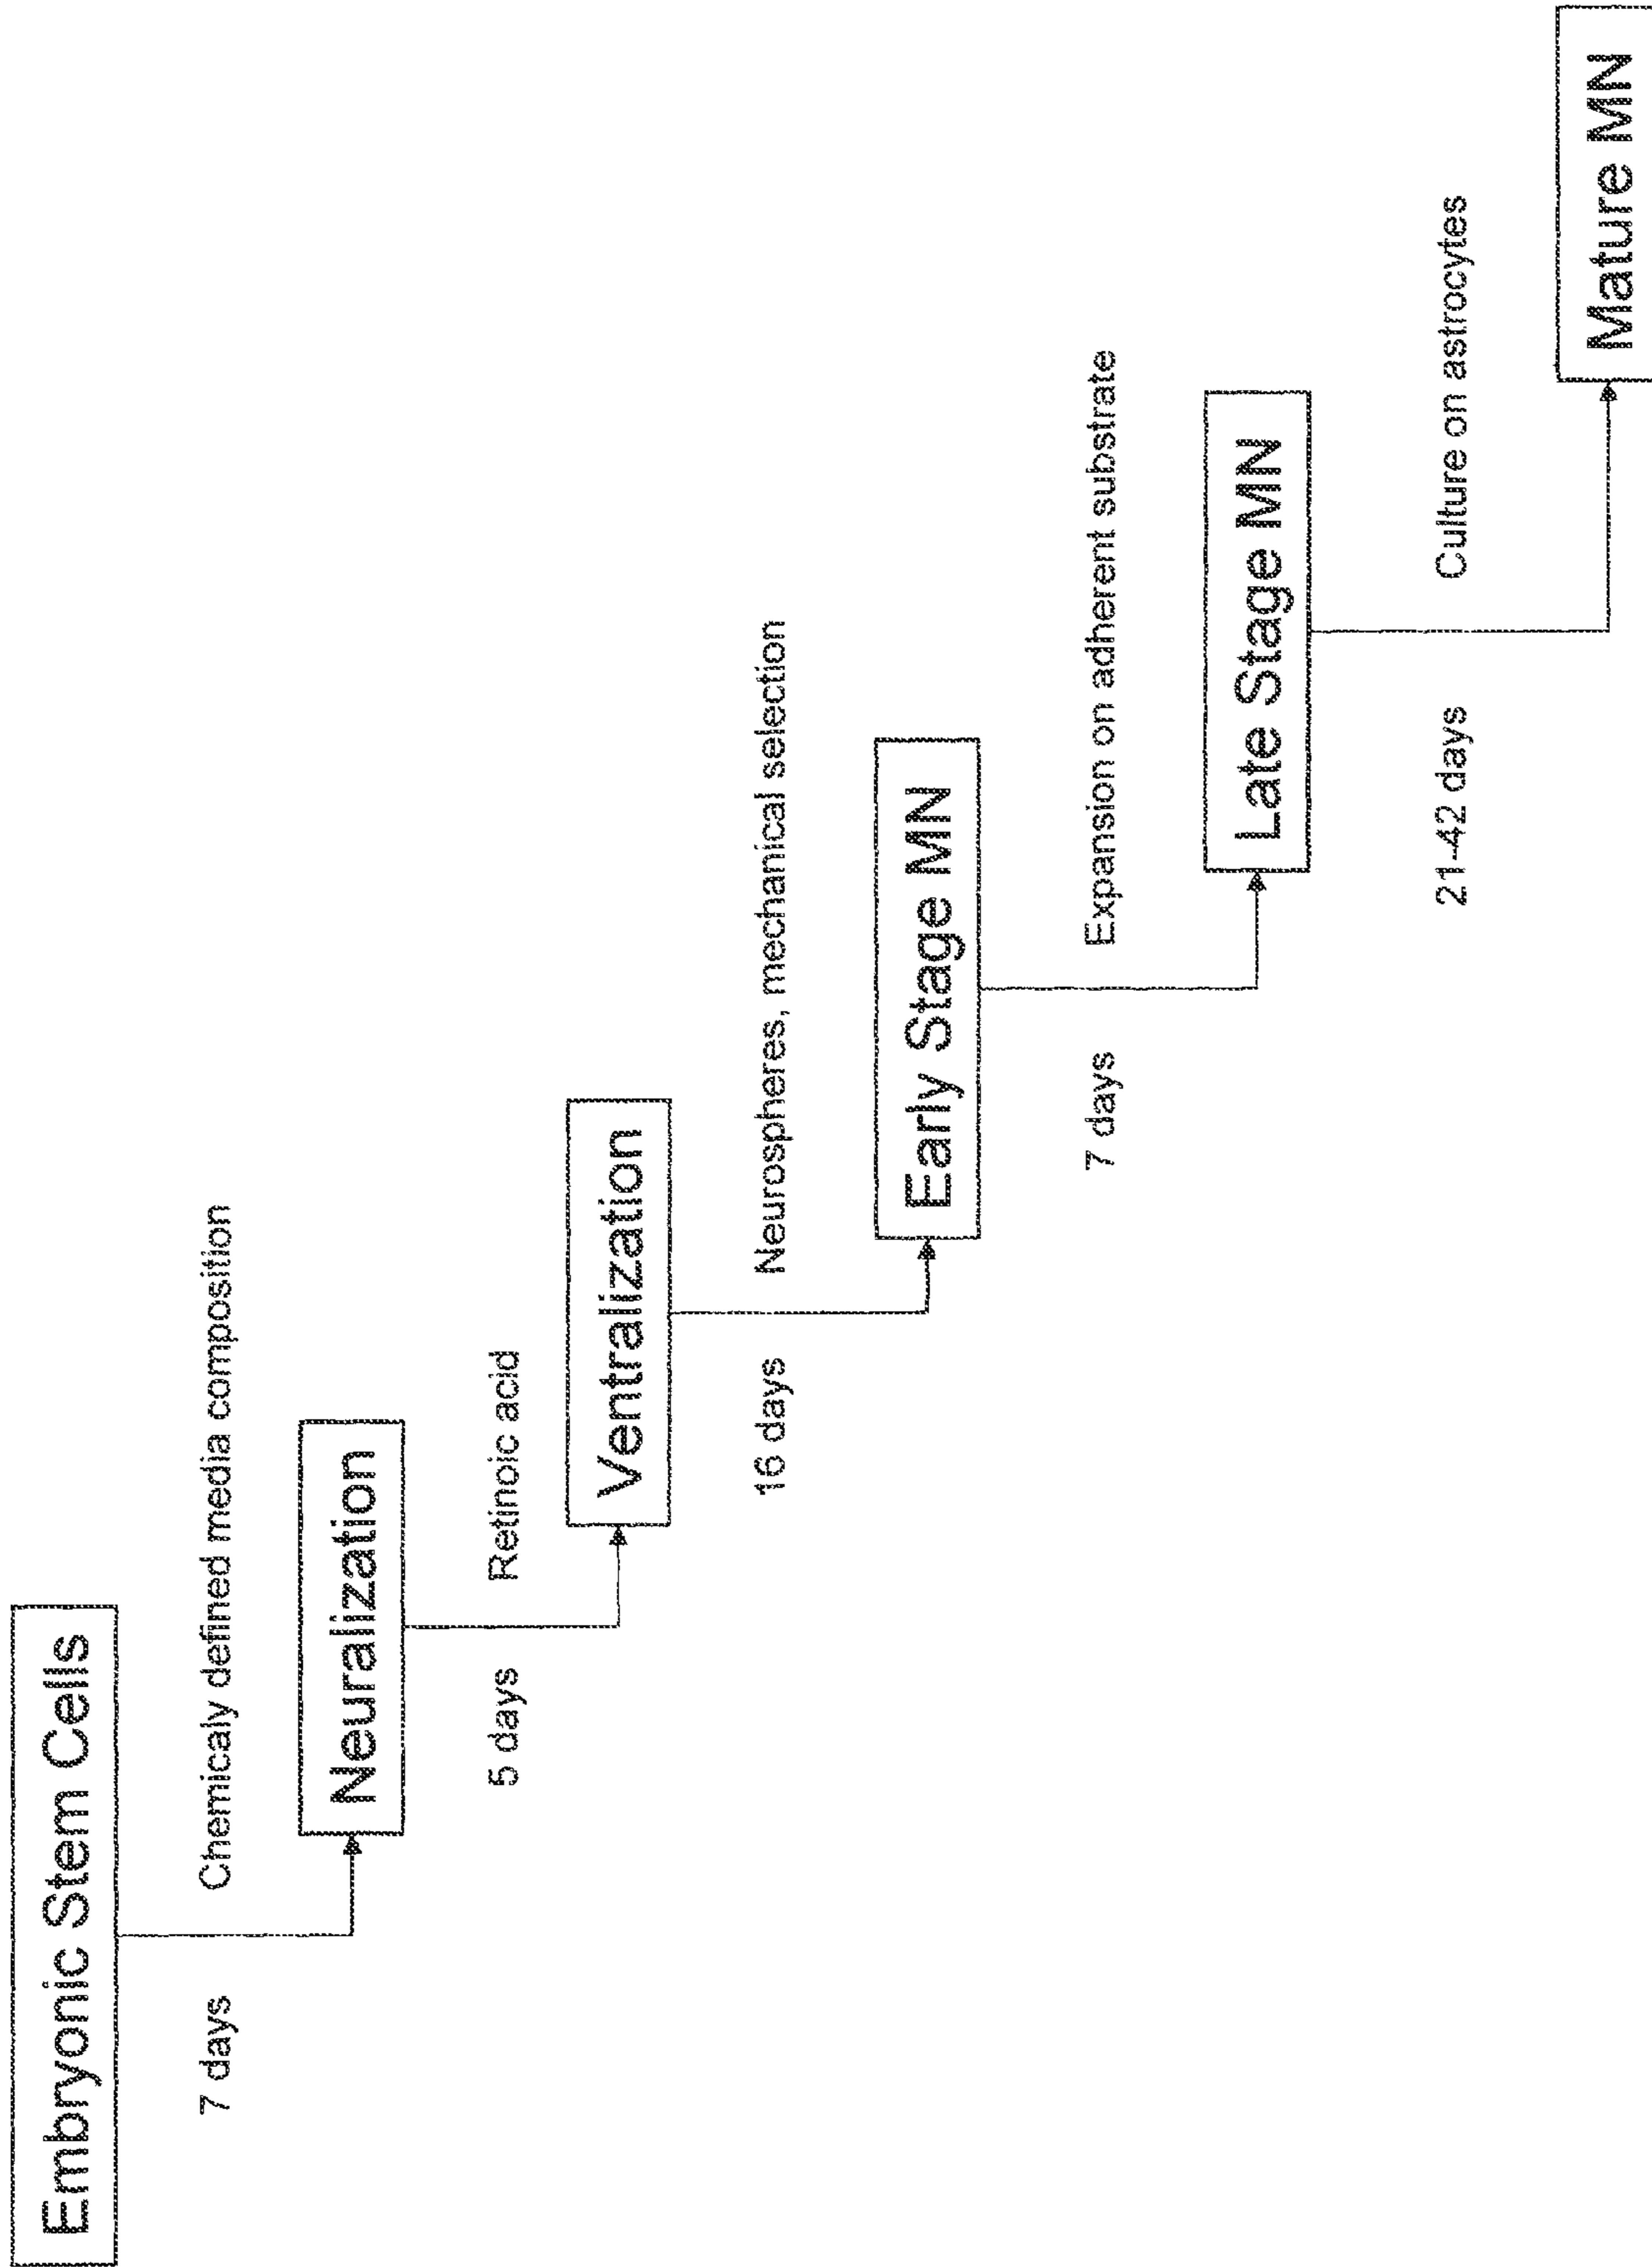 Embryonic Stem Cells
7 days
Chemicaly defined media composition
Neuralization
5 days
Retinoic acid
Ventralization
16 days
Neurospheres, mechanical selection
Early Stage MN
7 days
Expansion on adherent substrate
Late Stage MN
21-42 days
Culture on astrocytes
Mature MN